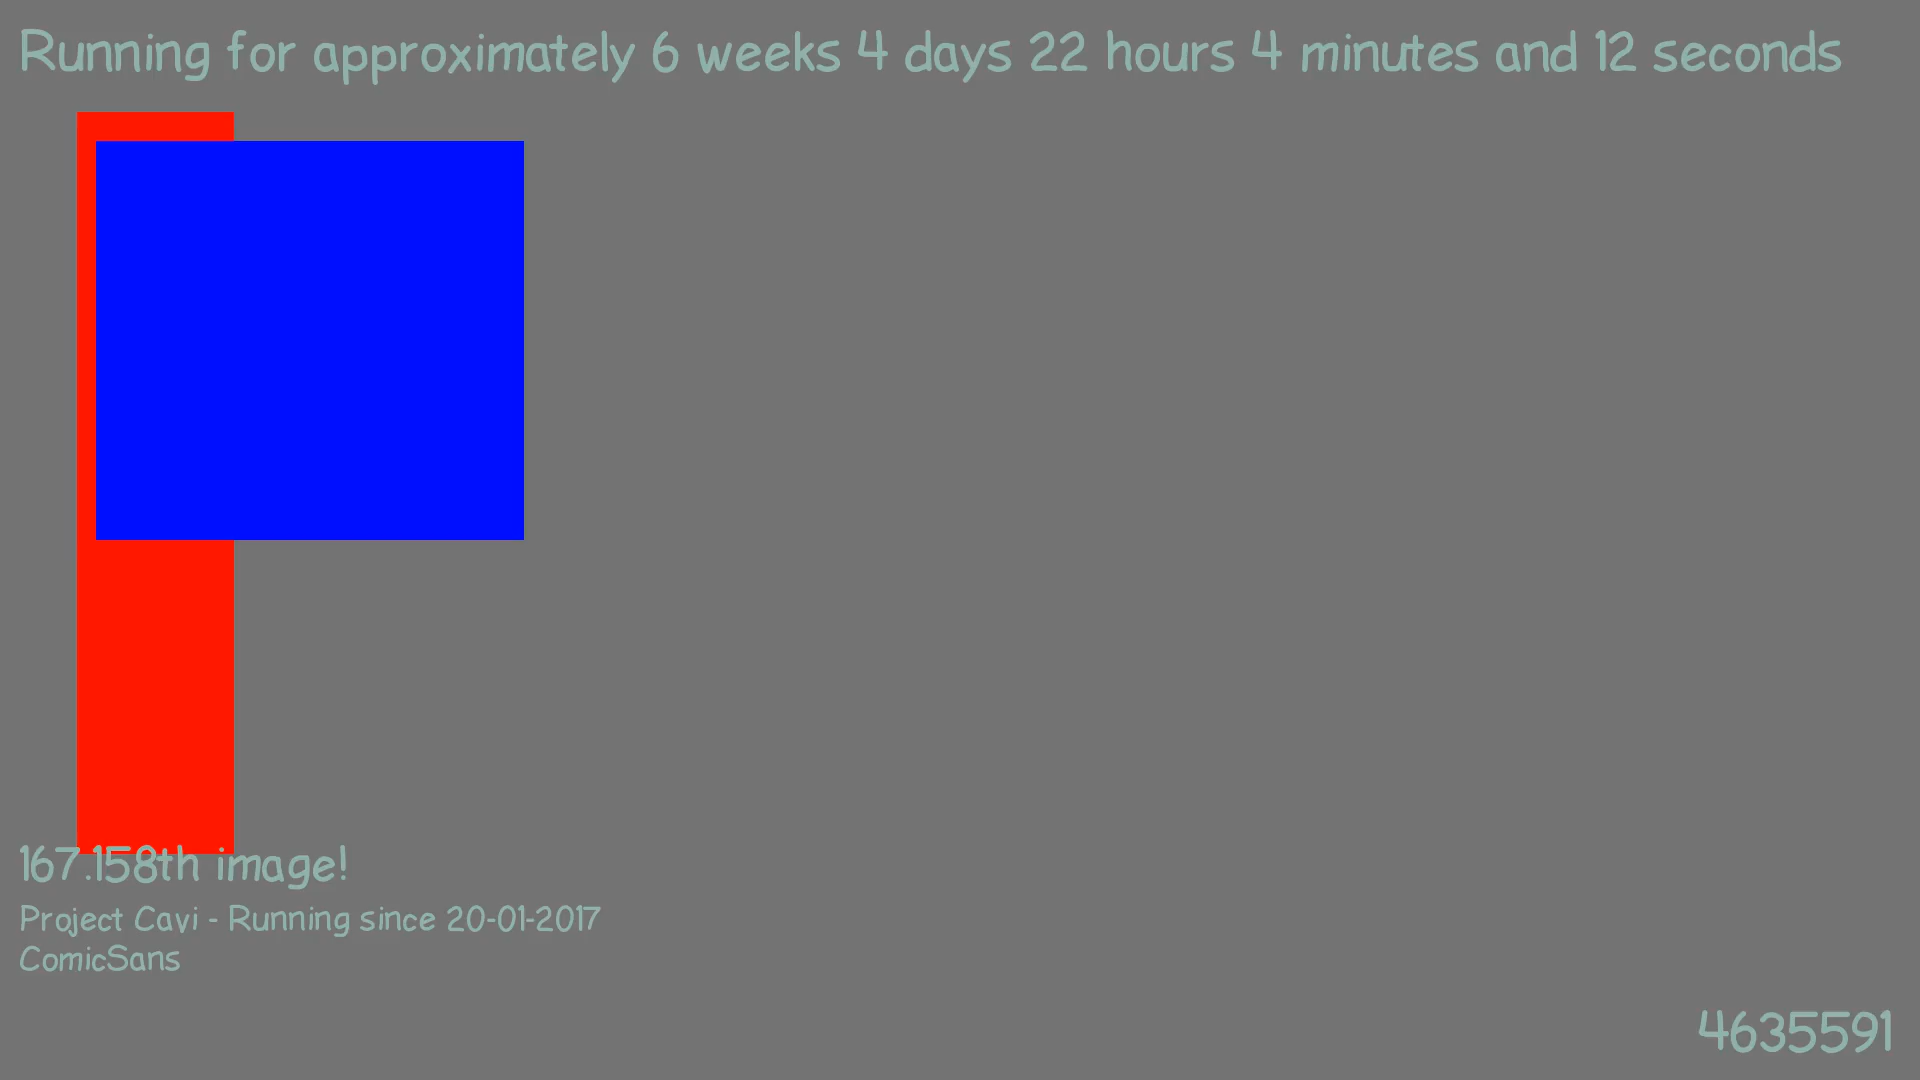 Running for approximately 6 weeks 4 days 22 hours 4 minutes and 12 seconds
167.158th image!
Project Cavi - Running since 20-01-2017
ComicSans
4635591